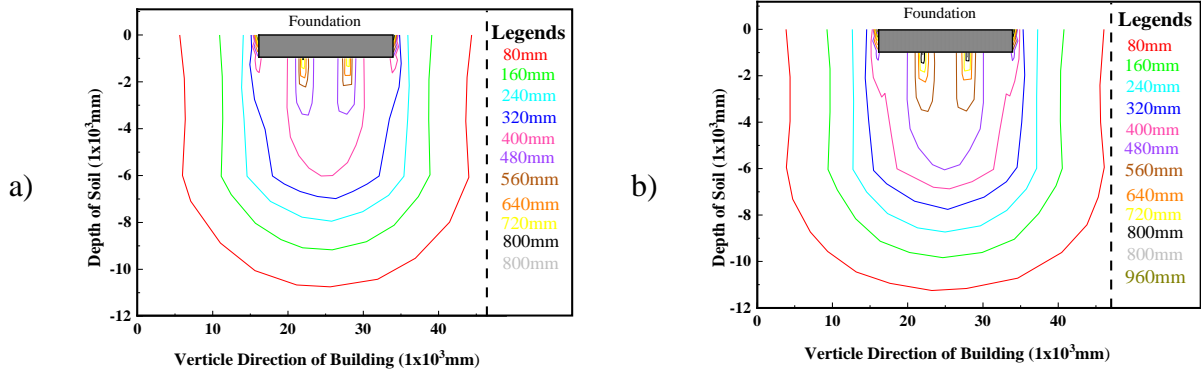 a)
Foundation
Legends
80mm
160mm
240mm
320mm
400mm
480mm
560mm
640mm
720mm
800mm
800mm
0
-2
-4
-6
-8
-10
-12
Depth of Soil (1x10³mm)
0 10 20 30 40
Verticle Direction of Building (1x10³mm)
b)
Foundation
Legends
80mm
160mm
240mm
320mm
400mm
480mm
560mm
640mm
720mm
800mm
800mm
960mm
0
-2
-4
-6
-8
-10
-12
Depth of Soil (1x10³mm)
0 10 20 30 40
Verticle Direction of Building (1x10³mm)